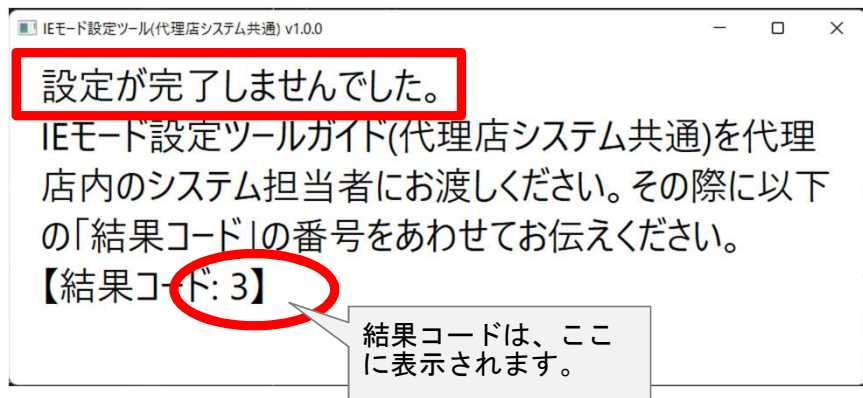 IEモード設定ツール(代理店システム共通) v1.0.0
設定が完了しませんでした。
IEモード設定ツールガイド(代理店システム共通)を代理
店内のシステム担当者にお渡しください。その際に以下
の「結果コード」の番号をあわせてお伝えください。
【結果コード: 3】
結果コードは、ここ
に表示されます。